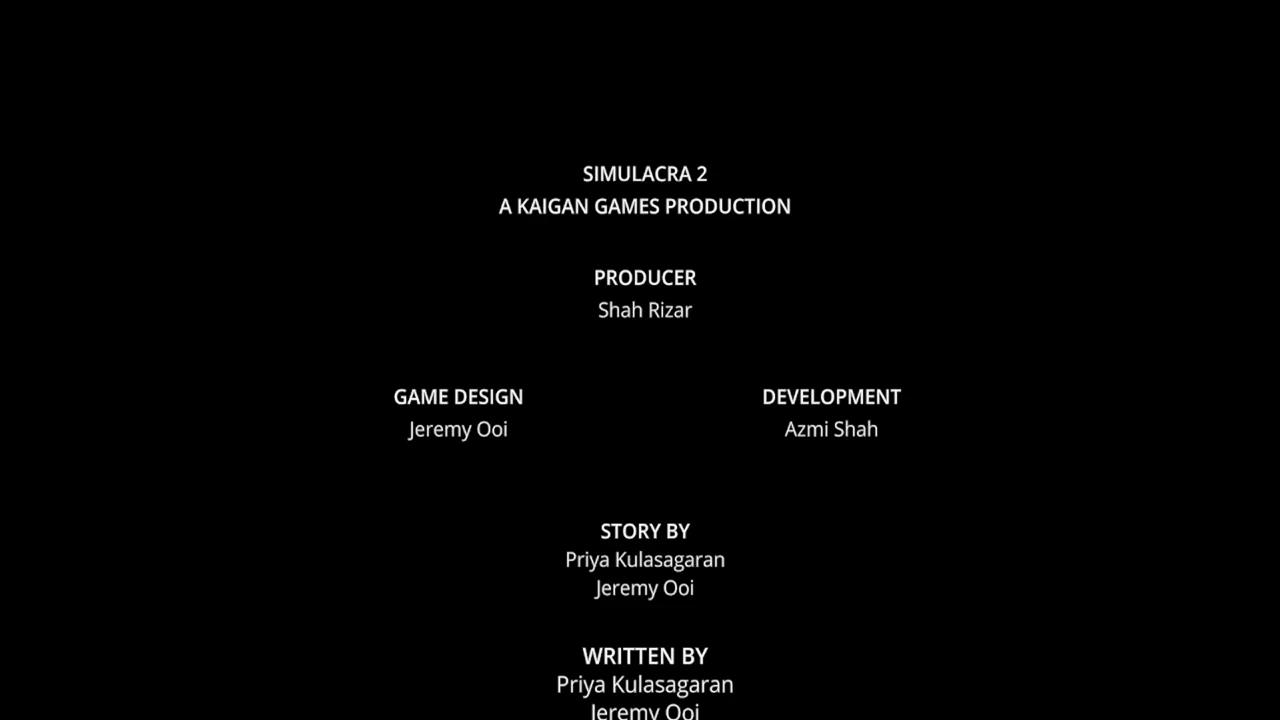 SIMULACRA 2
A KAIGAN GAMES PRODUCTION
PRODUCER
Shah Rizar
GAME DESIGN
Jeremy Ooi
DEVELOPMENT
Azmi Shah
STORY BY
Priya Kulasagaran
Jeremy Ooi
WRITTEN BY
Priya Kulasagaran
Jeremy Ooi